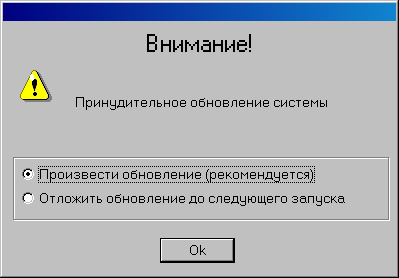 Внимание!
Принудительное обновление системы
Произвести обновление (рекомендуется)
Отложить обновление до следующего запуска
Ok